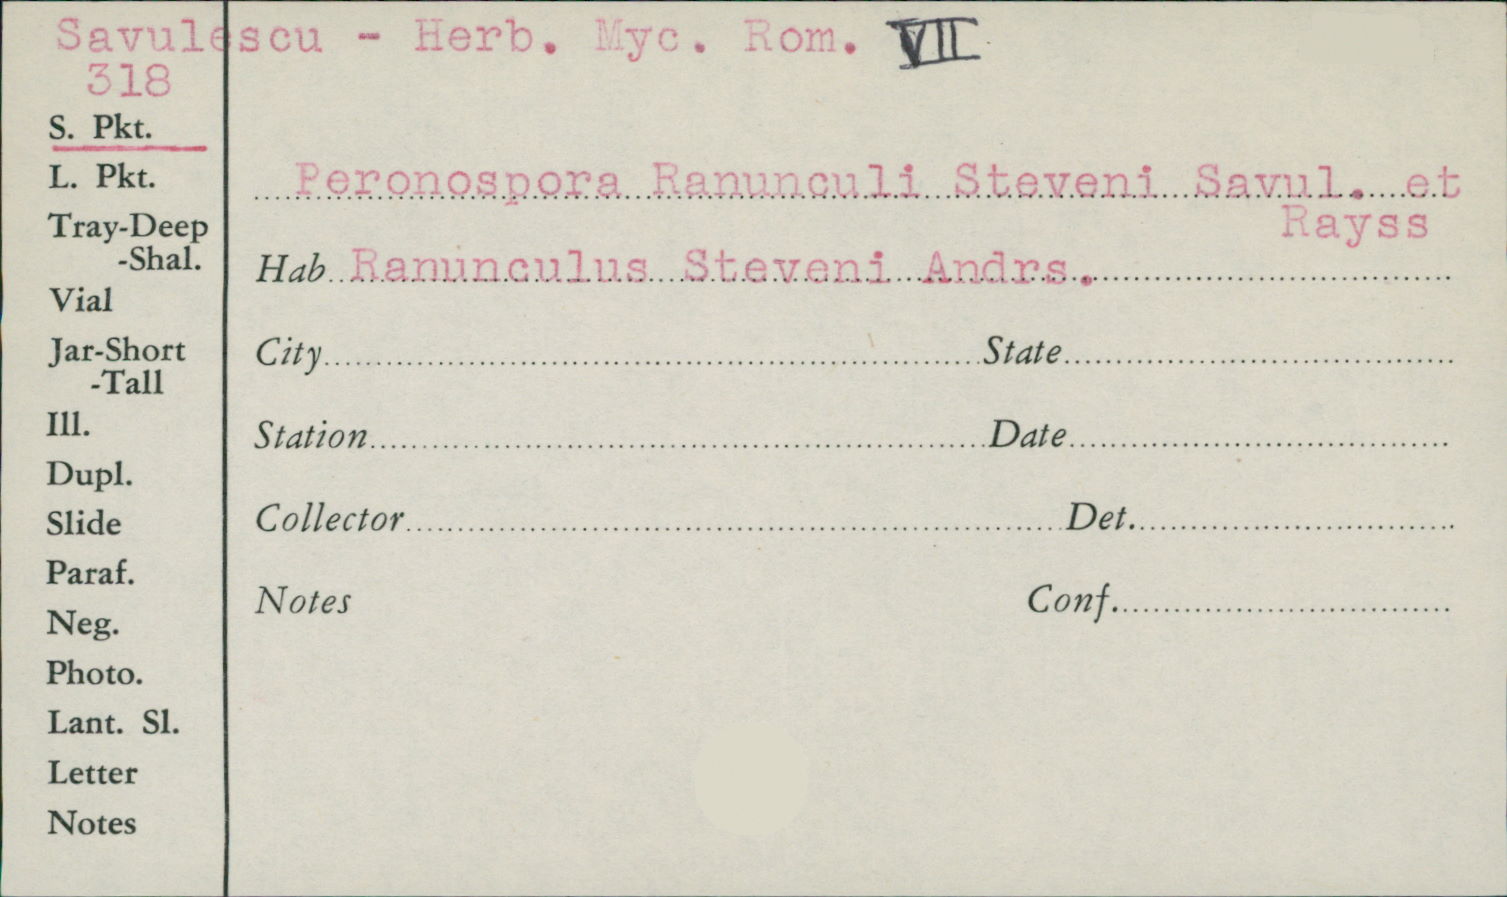 Savulescu - Herb. Myc. Rom. VII
318
S. Pkt.
L. Pkt.
Tray-Deep
-Shal.
Vial
Jar-Short
-Tall
Ill.
Dupl.
Slide
Paraf.
Neg.
Photo.
Lant. Sl.
Letter
Notes
Peronospora Ranunculi Steveni Savul. et
Rayss
Hab Ranunculus Steveni Andrs.
City State
Station Date
Collector Det.
Notes Conf.